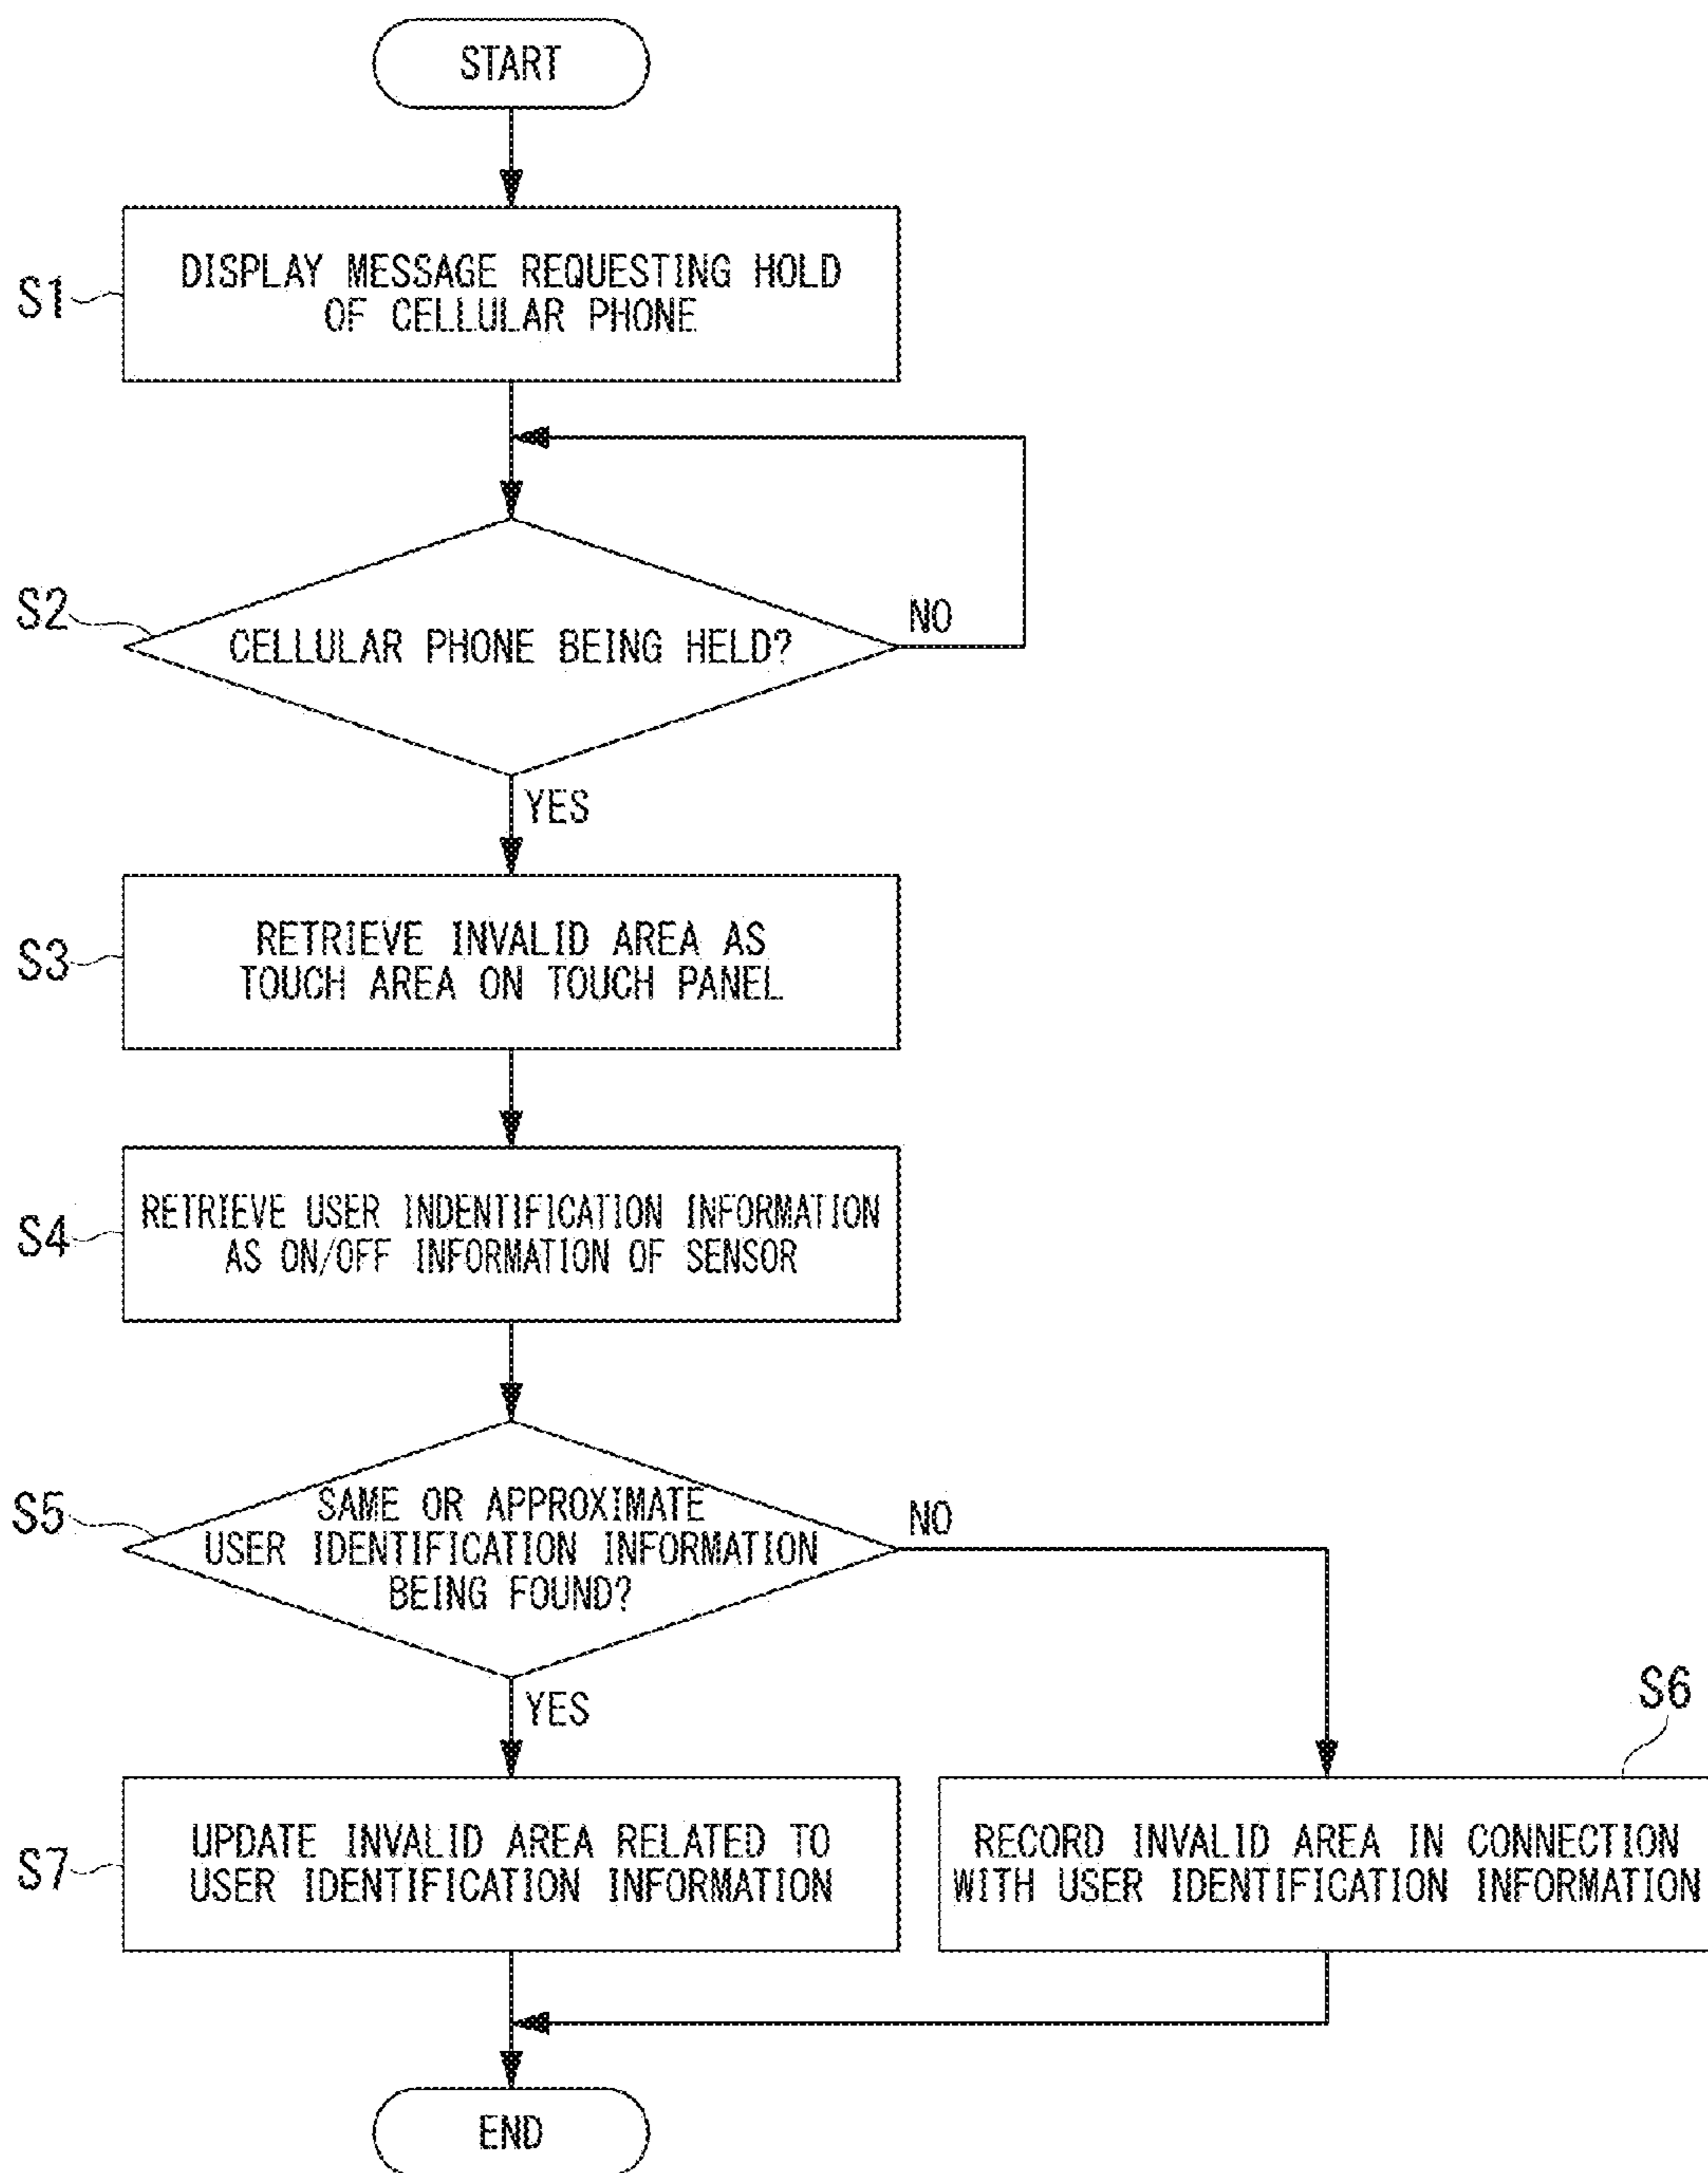 START
S1
DISPLAY MESSAGE REQUESTING HOLD
OF CELLULAR PHONE
S2
CELLULAR PHONE BEING HELD?
NO
YES
S3
RETRIEVE INVALID AREA AS
TOUCH AREA ON TOUCH PANEL
S4
RETRIEVE USER INDENTIFICATION INFORMATION
AS ON/OFF INFORMATION OF SENSOR
S5
SAME OR APPROXIMATE
USER IDENTIFICATION INFORMATION
BEING FOUND?
NO
YES
S6
S7
UPDATE INVALID AREA RELATED TO
USER IDENTIFICATION INFORMATION
RECORD INVALID AREA IN CONNECTION
WITH USER IDENTIFICATION INFORMATION
END